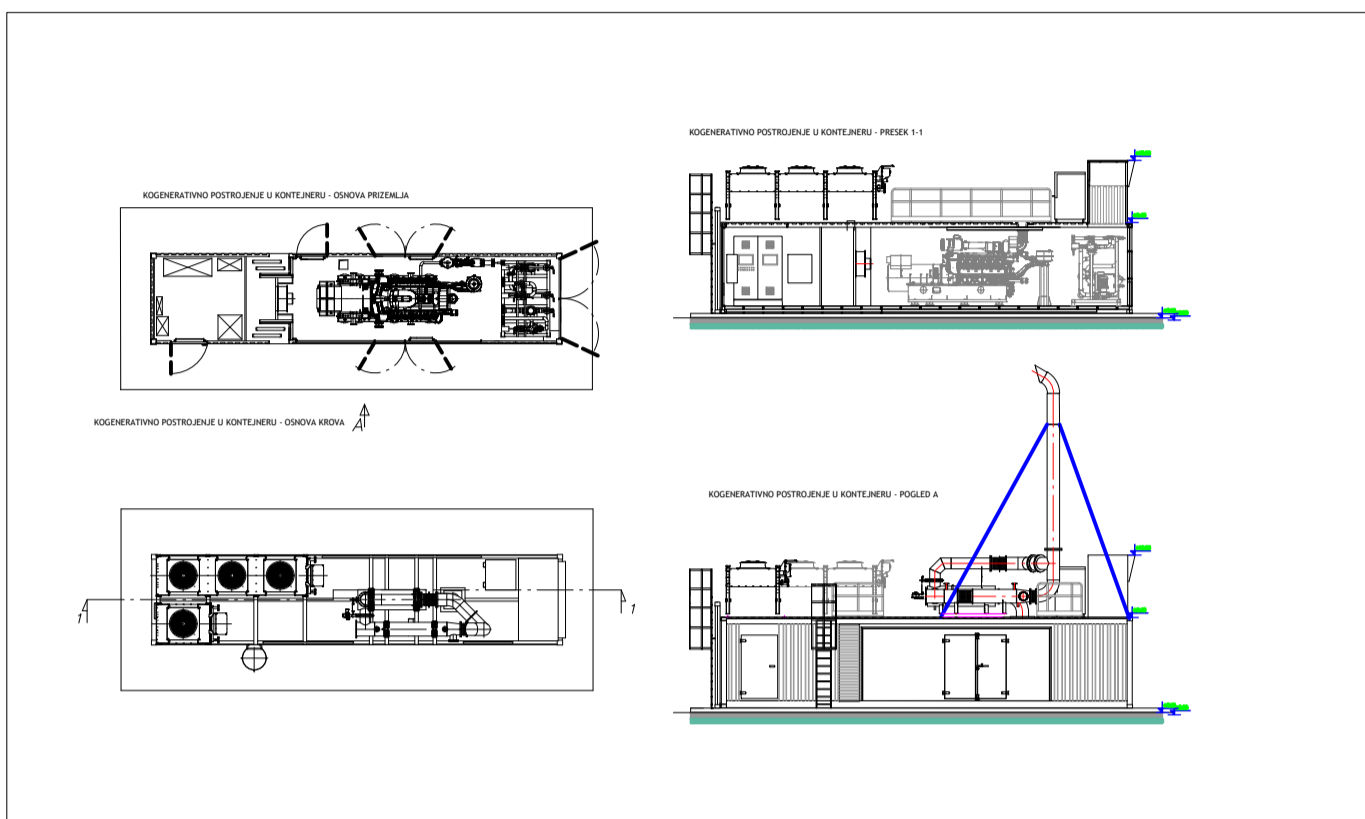 KOGENERATIVNO POSTROJENJE U KONTEJNERU - PRESEK 1-1
KOGENERATIVNO POSTROJENJE U KONTEJNERU - OSNOVA PRIZEMLJA
KOGENERATIVNO POSTROJENJE U KONTEJNERU - OSNOVA KROVA
A
KOGENERATIVNO POSTROJENJE U KONTEJNERU - POGLED A
1
1